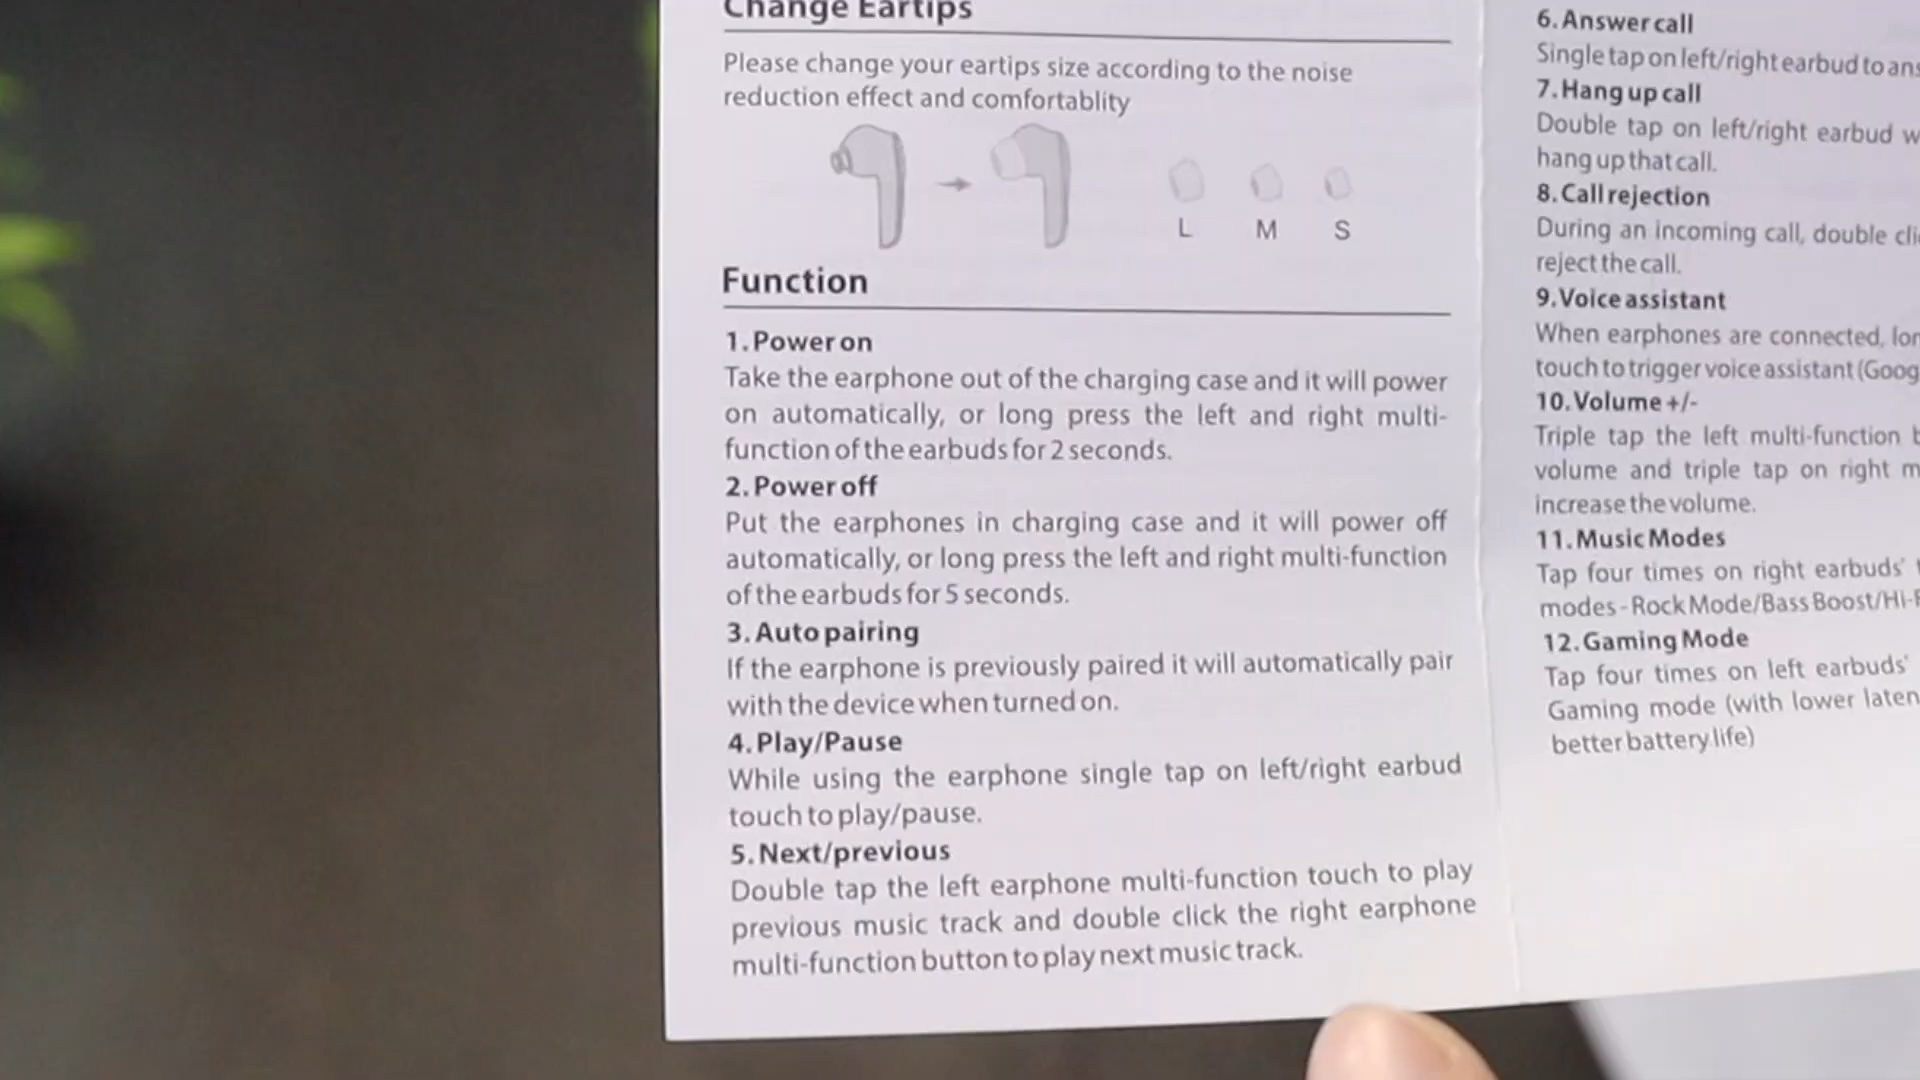 Change Eartips
Please change your eartips size according to the noise
reduction effect and comfortablity
L M S
Function
1. Power on
Take the earphone out of the charging case and it will power
on automatically, or long press the left and right multi-
function of the earbuds for 2 seconds.
2. Power off
Put the earphones in charging case and it will power off
automatically, or long press the left and right multi-function
of the earbuds for 5 seconds.
3. Auto pairing
If the earphone is previously paired it will automatically pair
with the device when turned on.
4. Play/Pause
While using the earphone single tap on left/right earbud
touch to play/pause.
5. Next/previous
Double tap the left earphone multi-function touch to play
previous music track and double click the right earphone
multi-function button to play next music track.
6. Answer call
Single tap on left/right earbud to
7. Hang up call
Double tap on left/right earbud
hang up that call.
8. Call rejection
During an incoming call, double
reject the call.
9. Voice assistant
When earphones are connected,
touch to trigger voice assistant
10. Volume +/-
Triple tap the left multi-function
volume and triple tap on right
increase the volume.
11. Music Modes
Tap four times on right earbuds'
modes - Rock Mode/Bass Boost/
12. Gaming Mode
Tap four times on left earbuds'
Gaming mode (with lower
better battery life)